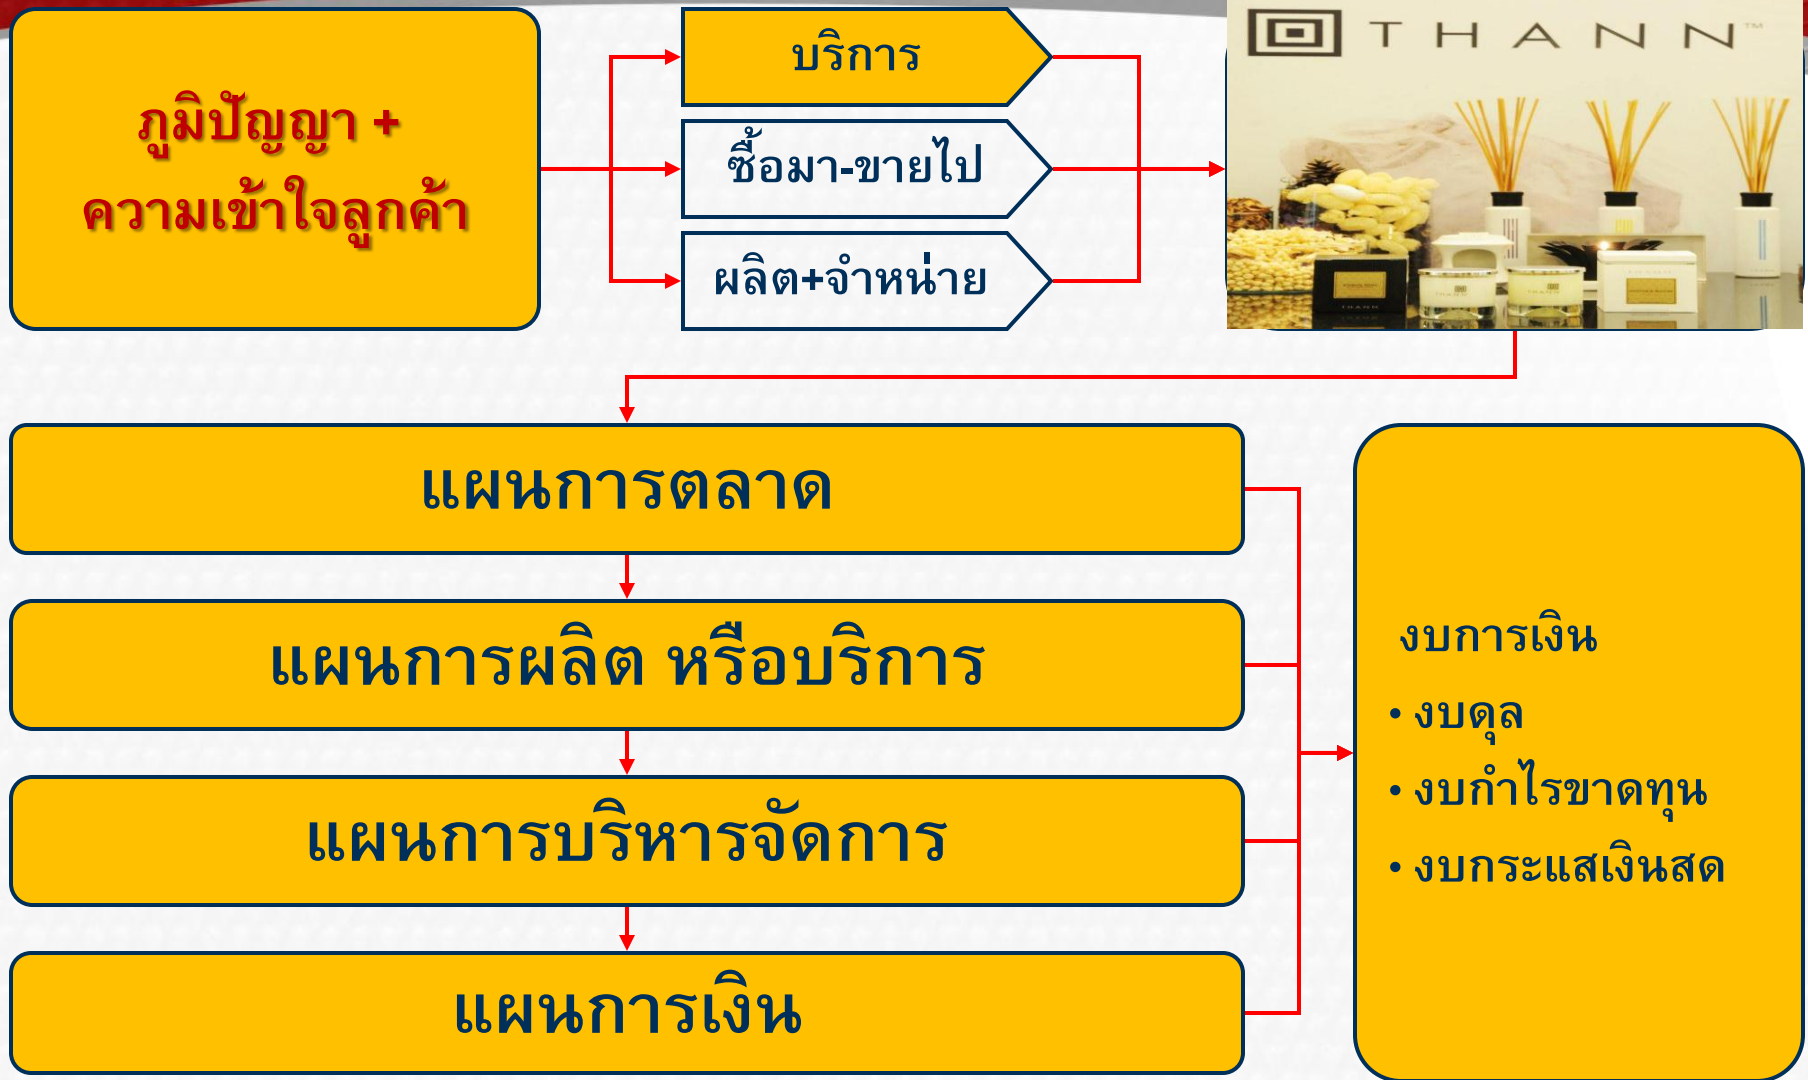 ภูมิปัญญา +
ความเข้าใจลูกค้า
บริการ
ซื้อมา-ขายไป
ผลิต+จำหน่าย
THANN™
THANN
THANN
THANN
แผนการตลาด
แผนการผลิต หรือบริการ
แผนการบริหารจัดการ
แผนการเงิน
งบการเงิน
• งบดุล
• งบกำไรขาดทุน
• งบกระแสเงินสด